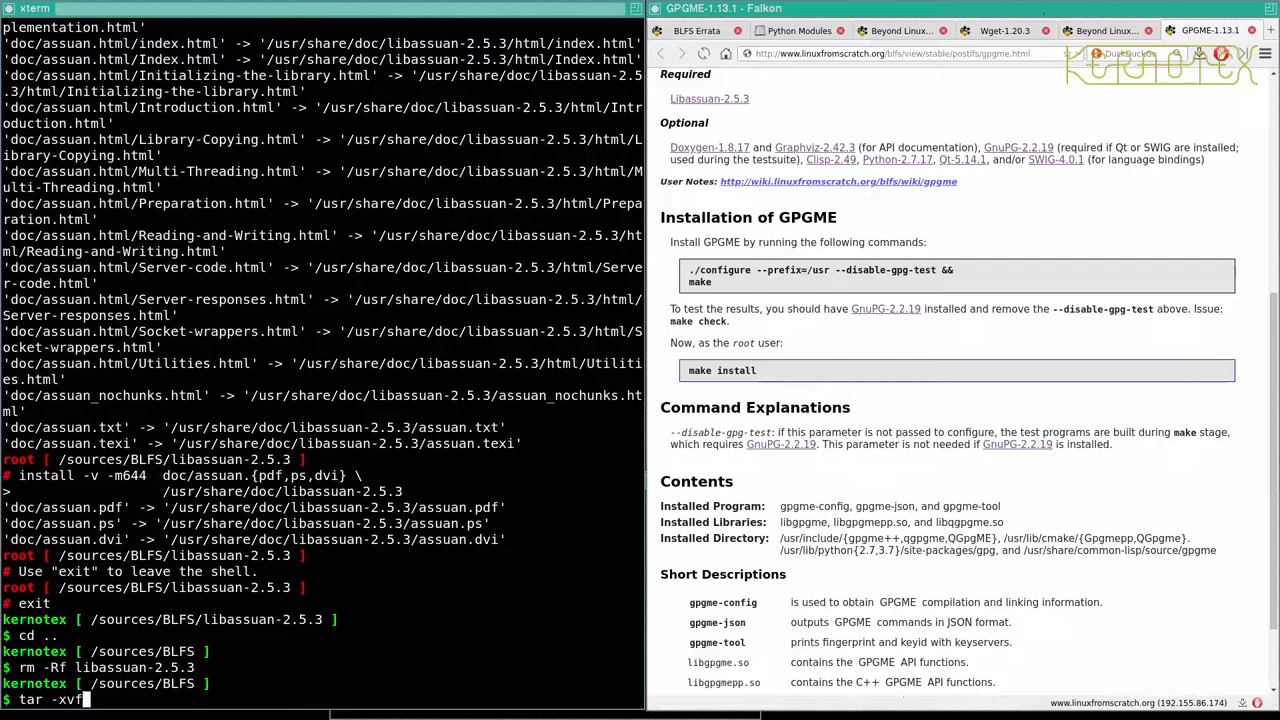 xterm
plementation.html'
'doc/assuan.html/index.html' -> '/usr/share/doc/libassuan-2.5.3/html/index.html'
'doc/assuan.html/Index.html' -> '/usr/share/doc/libassuan-2.5.3/html/Index.html'
'doc/assuan.html/Initializing-the-library.html' -> '/usr/share/doc/libassuan-2.5
.3/html/Initializing-the-library.html'
'doc/assuan.html/Introduction.html' -> '/usr/share/doc/libassuan-2.5.3/html/Intr
oduction.html'
'doc/assuan.html/Library-Copying.html' -> '/usr/share/doc/libassuan-2.5.3/html/L
ibrary-Copying.html'
'doc/assuan.html/Multi-Threading.html' -> '/usr/share/doc/libassuan-2.5.3/html/M
ulti-Threading.html'
'doc/assuan.html/Preparation.html' -> '/usr/share/doc/libassuan-2.5.3/html/Prepa
ration.html'
'doc/assuan.html/Reading-and-Writing.html' -> '/usr/share/doc/libassuan-2.5.3/ht
ml/Reading-and-Writing.html'
'doc/assuan.html/Server-code.html' -> '/usr/share/doc/libassuan-2.5.3/html/Serve
r-code.html'
'doc/assuan.html/Server-responses.html' -> '/usr/share/doc/libassuan-2.5.3/html/
Server-responses.html'
'doc/assuan.html/Socket-wrappers.html' -> '/usr/share/doc/libassuan-2.5.3/html/S
ocket-wrappers.html'
'doc/assuan.html/Utilities.html' -> '/usr/share/doc/libassuan-2.5.3/html/Utiliti
es.html'
'doc/assuan_nochunks.html' -> '/usr/share/doc/libassuan-2.5.3/assuan_nochunks.ht
ml'
'doc/assuan.txt' -> '/usr/share/doc/libassuan-2.5.3/assuan.txt'
'doc/assuan.texi' -> '/usr/share/doc/libassuan-2.5.3/assuan.texi'
root [ /sources/BLFS/libassuan-2.5.3 ]
# install -v -m644  doc/assuan.{pdf,ps,dvi} \
>                   /usr/share/doc/libassuan-2.5.3
'doc/assuan.pdf' -> '/usr/share/doc/libassuan-2.5.3/assuan.pdf'
'doc/assuan.ps' -> '/usr/share/doc/libassuan-2.5.3/assuan.ps'
'doc/assuan.dvi' -> '/usr/share/doc/libassuan-2.5.3/assuan.dvi'
root [ /sources/BLFS/libassuan-2.5.3 ]
# Use "exit" to leave the shell.
root [ /sources/BLFS/libassuan-2.5.3 ]
# exit
kernotex [ /sources/BLFS/libassuan-2.5.3 ]
$ cd ..
kernotex [ /sources/BLFS ]
$ rm -Rf libassuan-2.5.3
kernotex [ /sources/BLFS ]
$ tar -xvf
GPGME-1.13.1 - Falkon
BLFS Errata
Python Modules
Beyond Linux...
Wget-1.20.3
Beyond Linux...
GPGME-1.13.1
http://www.linuxfromscratch.org/blfs/view/stable/postlfs/gpgme.html
DuckDuckGo
KERNOTEX
Required
Libassuan-2.5.3
Optional
Doxygen-1.8.17 and Graphviz-2.42.3 (for API documentation), GnuPG-2.2.19 (required if Qt or SWIG are installed;
used during the testsuite), Clisp-2.49, Python-2.7.17, Qt-5.14.1, and/or SWIG-4.0.1 (for language bindings)
User Notes: http://wiki.linuxfromscratch.org/blfs/wiki/gpgme
Installation of GPGME
Install GPGME by running the following commands:
./configure --prefix=/usr --disable-gpg-test &&
make
To test the results, you should have GnuPG-2.2.19 installed and remove the --disable-gpg-test above. Issue:
make check.
Now, as the root user:
make install
Command Explanations
--disable-gpg-test: if this parameter is not passed to configure, the test programs are built during make stage,
which requires GnuPG-2.2.19. This parameter is not needed if GnuPG-2.2.19 is installed.
Contents
Installed Program: gpgme-config, gpgme-json, and gpgme-tool
Installed Libraries: libgpgme, libgpgmepp.so, and libqgpgme.so
Installed Directory: /usr/include/{gpgme++,qgpgme,QGpgME}, /usr/lib/cmake/{Gpgmepp,QGpgme}.
/usr/lib/python{2.7,3.7}/site-packages/gpg, and /usr/share/common-lisp/source/gpgme
Short Descriptions
gpgme-config is used to obtain GPGME compilation and linking information.
gpgme-json outputs GPGME commands in JSON format.
gpgme-tool prints fingerprint and keyid with keyservers.
libgpgme.so contains the GPGME API functions.
libgpgmepp.so contains the C++ GPGME API functions.
www.linuxfromscratch.org (192.155.86.174)